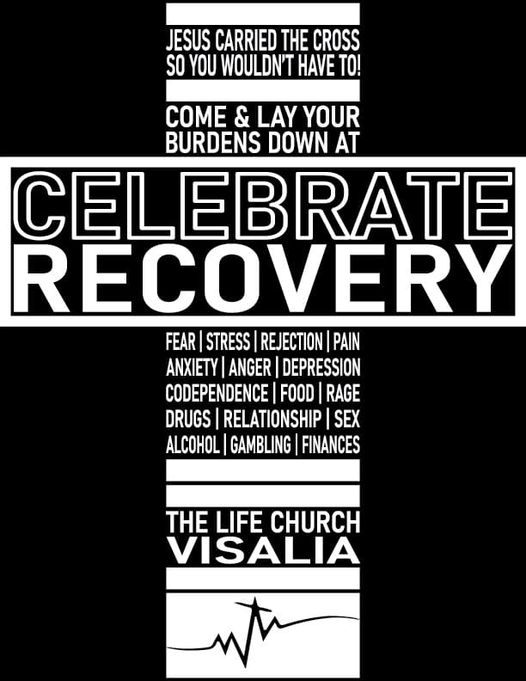 JESUS CARRIED THE CROSS
SO YOU WOULDN'T HAVE TO!
COME & LAY YOUR
BURDENS DOWN AT
CELEBRATE
RECOVERY
FEAR | STRESS | REJECTION | PAIN
ANXIETY | ANGER | DEPRESSION
CODEPENDENCE | FOOD | RAGE
DRUGS | RELATIONSHIP | SEX
ALCOHOL | GAMBLING | FINANCES
THE LIFE CHURCH
VISALIA